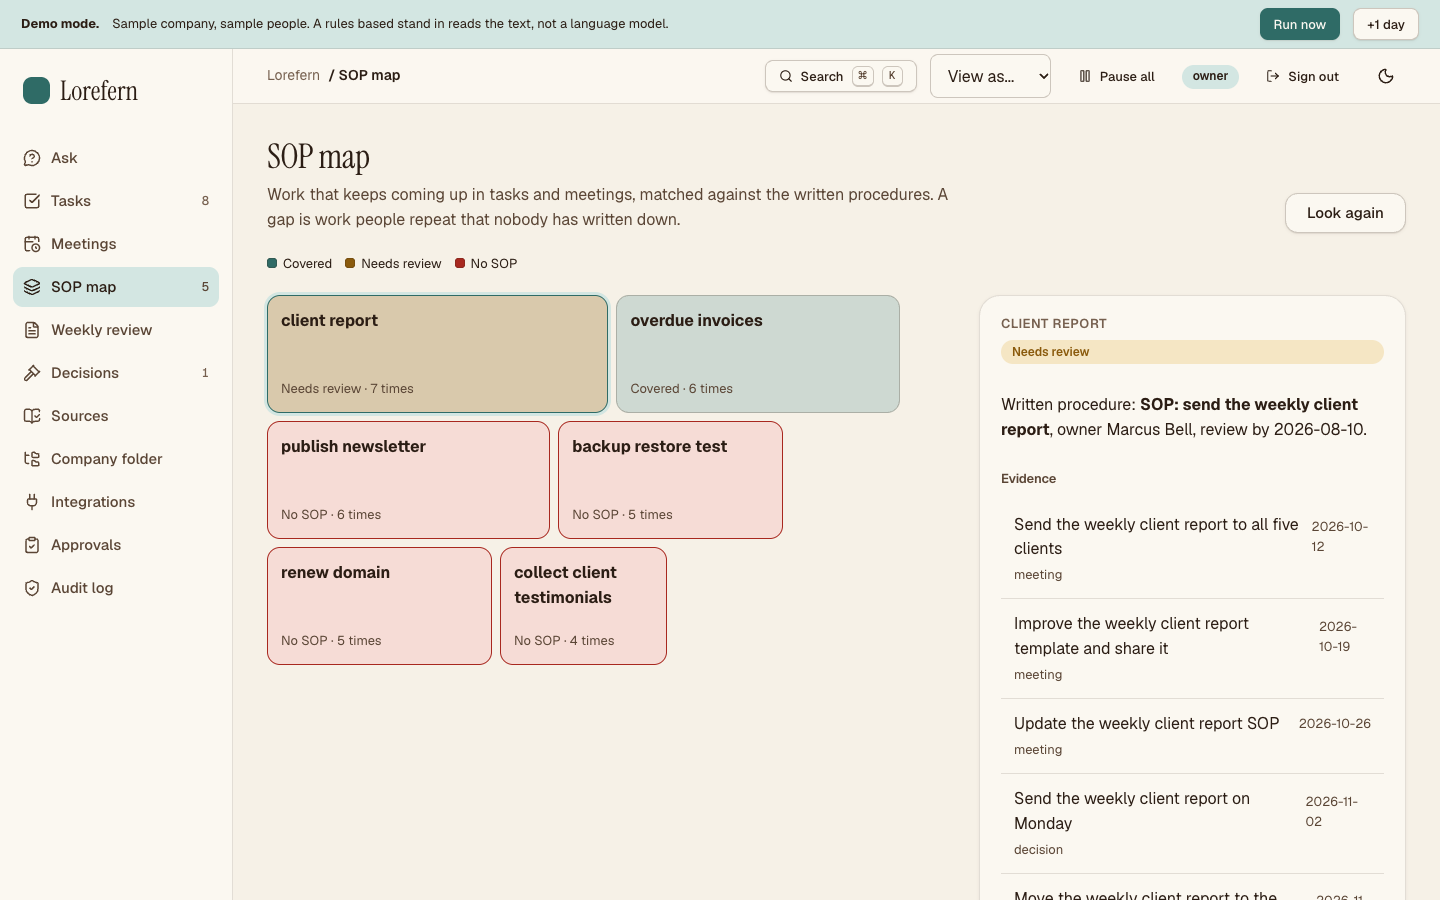 Demo mode. Sample company, sample people. A rules based stand in reads the text, not a language model.
Run now
+1 day
Lorefern
Lorefern / SOP map
Search ⌘ K
View as...
Pause all
owner
Sign out
Ask
Tasks 8
Meetings
SOP map 5
Weekly review
Decisions 1
Sources
Company folder
Integrations
Approvals
Audit log
SOP map
Work that keeps coming up in tasks and meetings, matched against the written procedures. A
gap is work people repeat that nobody has written down.
Look again
Covered
Needs review
No SOP
client report
Needs review · 7 times
overdue invoices
Covered · 6 times
publish newsletter
No SOP · 6 times
backup restore test
No SOP · 5 times
renew domain
No SOP · 5 times
collect client
testimonials
No SOP · 4 times
CLIENT REPORT
Needs review
Written procedure: SOP: send the weekly client
report, owner Marcus Bell, review by 2026-08-10.
Evidence
Send the weekly client report to all five
clients
meeting
2026-10-
12
Improve the weekly client report
template and share it
meeting
2026-
10-19
Update the weekly client report SOP
meeting
2026-10-26
Send the weekly client report on
Monday
decision
2026-11-
02
Move the weekly client report to the
2026-11-